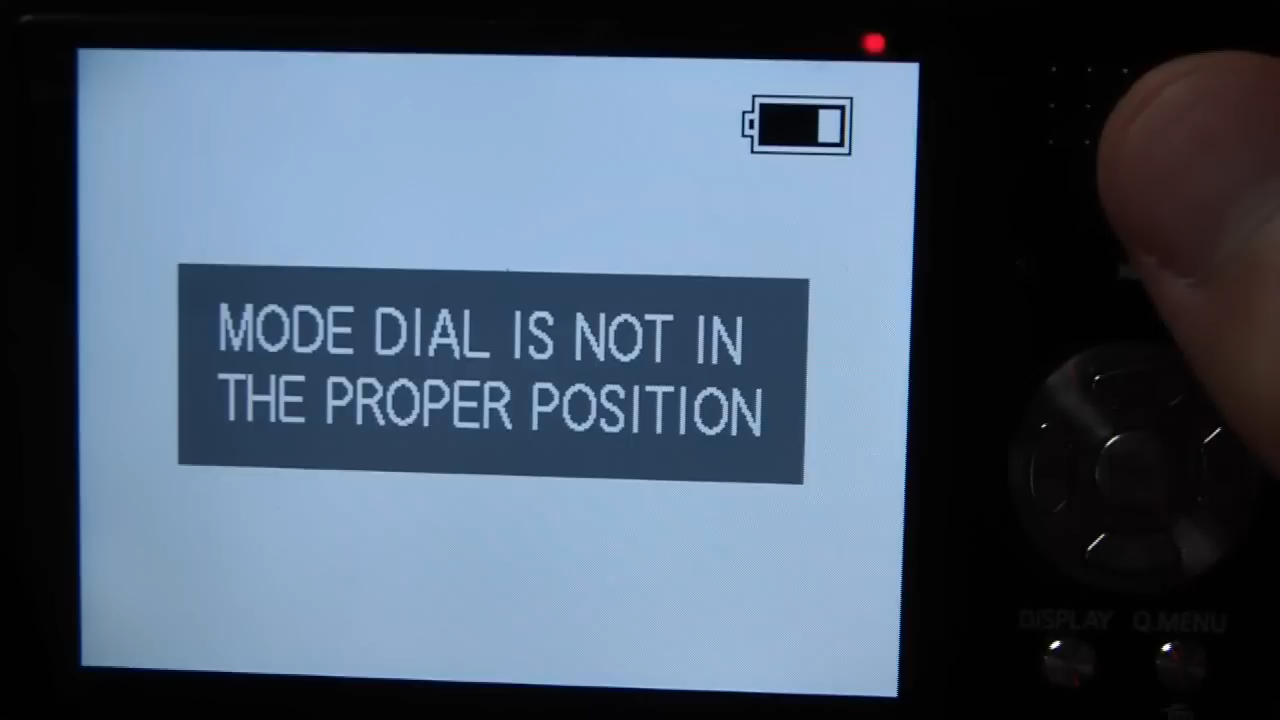 MODE DIAL IS NOT IN
THE PROPER POSITION
DISPLAY Q.MENU